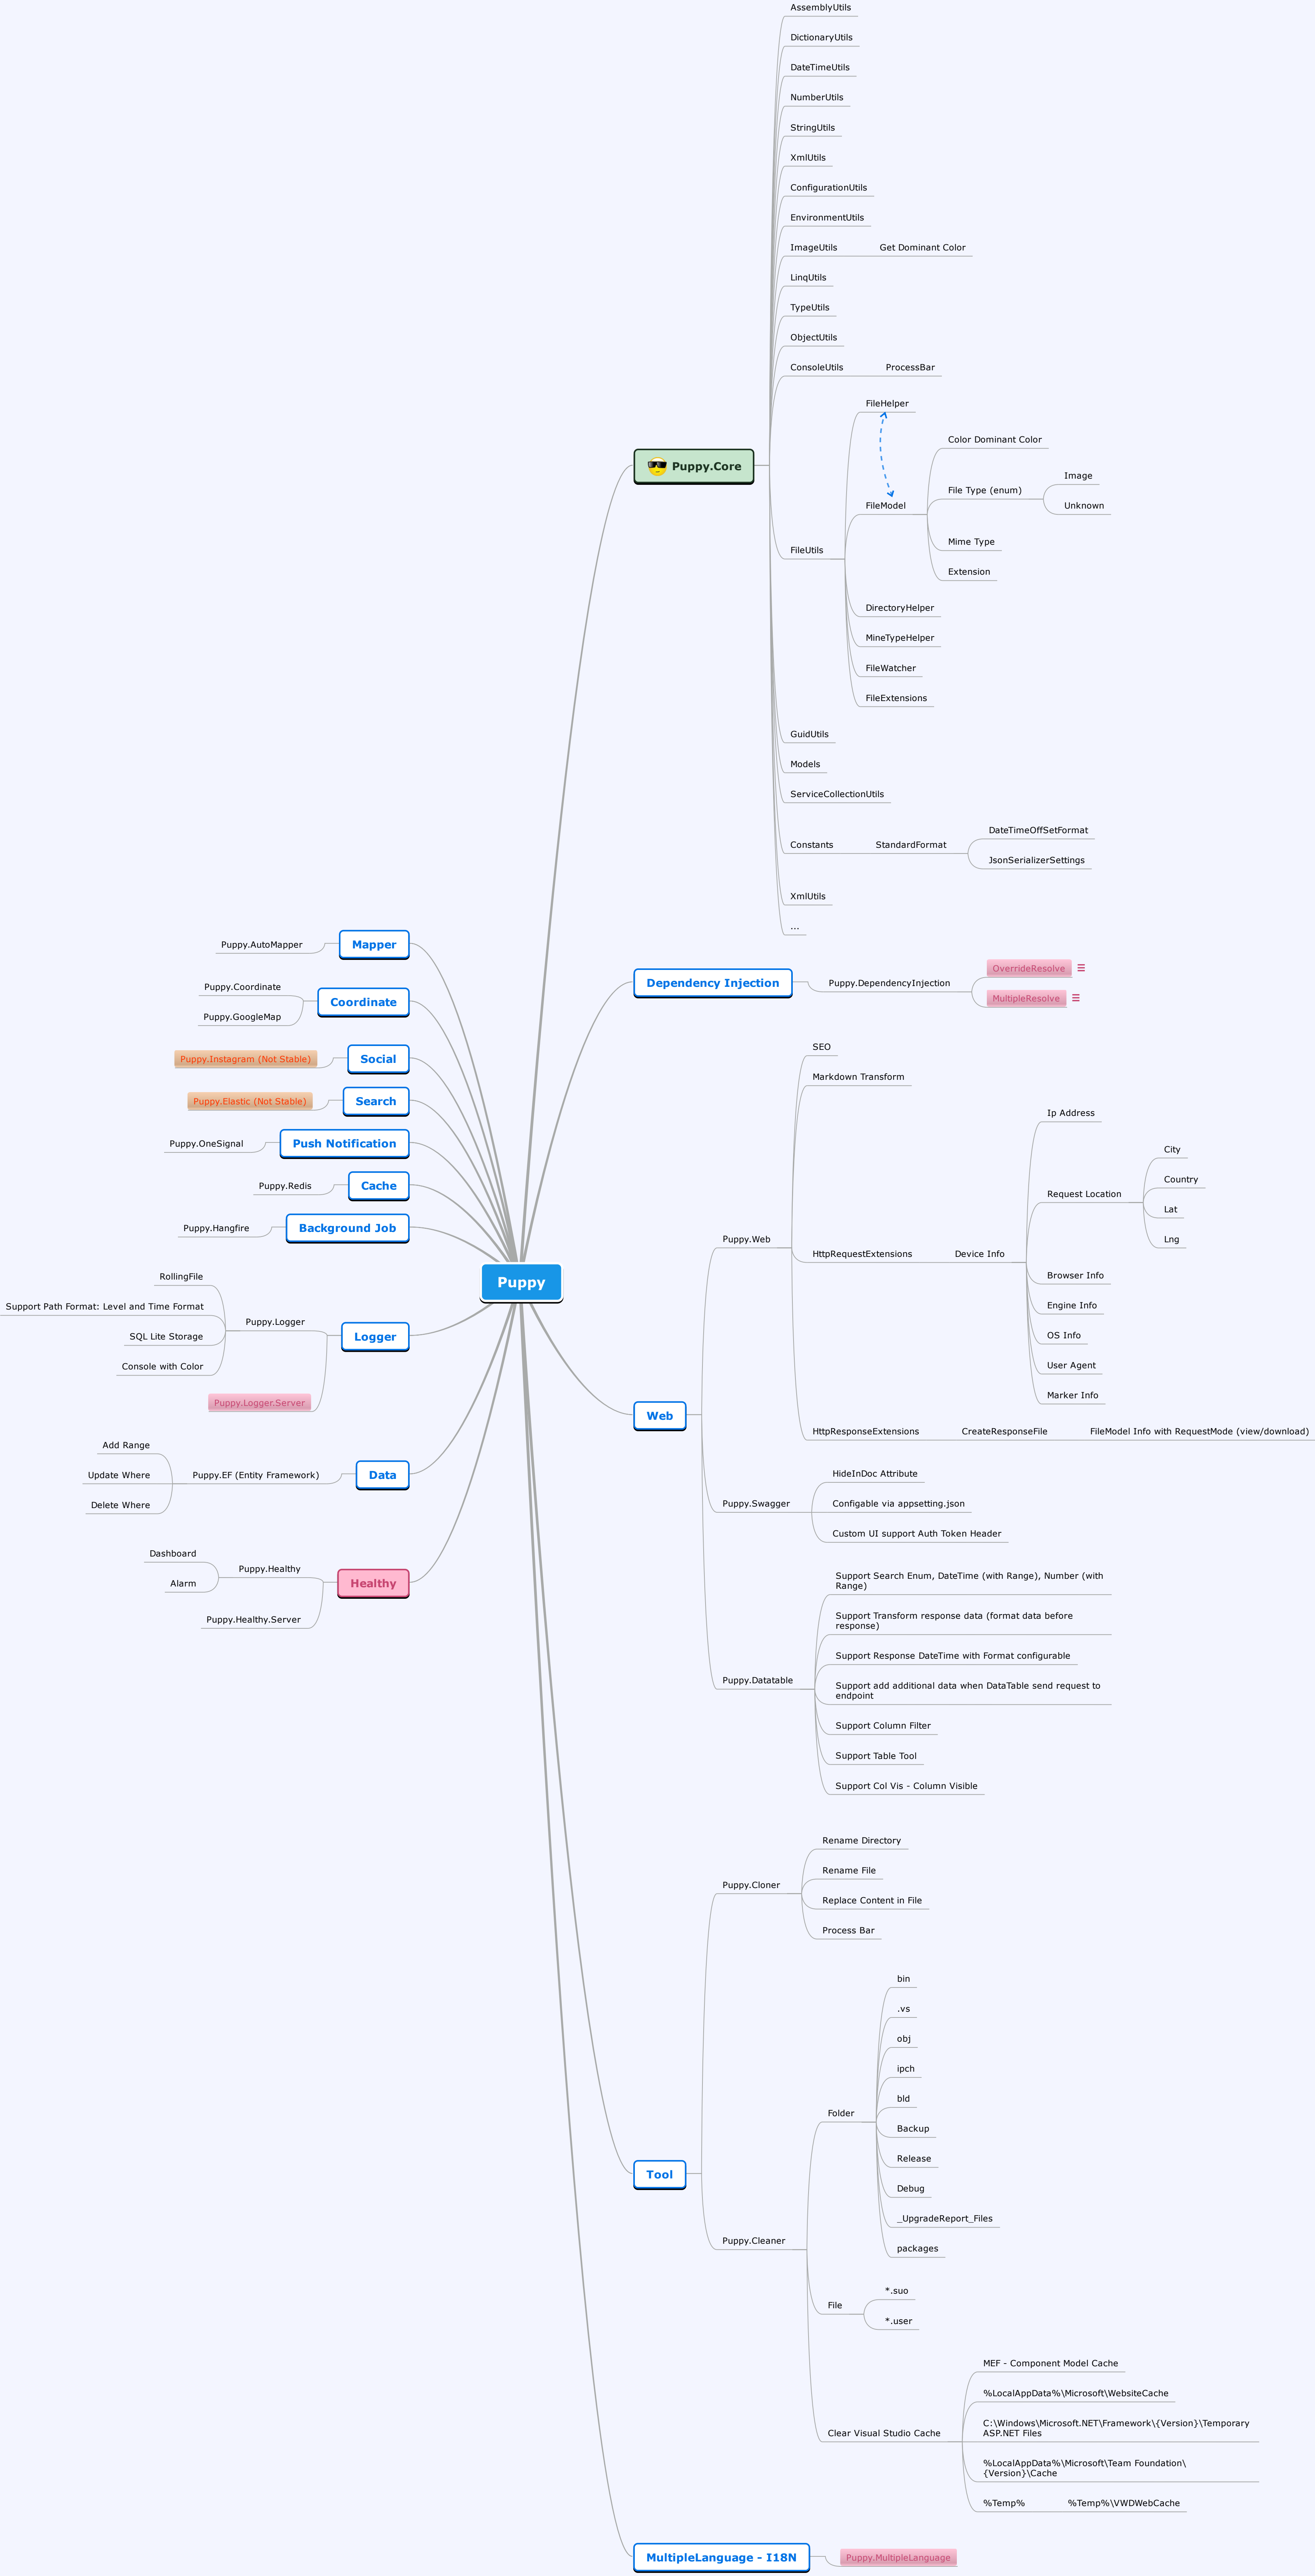 Puppy
Puppy.Core
AssemblyUtils
DictionaryUtils
DateTimeUtils
NumberUtils
StringUtils
XmlUtils
ConfigurationUtils
EnvironmentUtils
ImageUtils
Get Dominant Color
LinqUtils
TypeUtils
ObjectUtils
ConsoleUtils
ProcessBar
FileUtils
FileHelper
FileModel
Color Dominant Color
File Type (enum)
Image
Unknown
Mime Type
Extension
DirectoryHelper
MineTypeHelper
FileWatcher
FileExtensions
GuidUtils
Models
ServiceCollectionUtils
Constants
StandardFormat
DateTimeOffSetFormat
JsonSerializerSettings
XmlUtils
...
Dependency Injection
Puppy.DependencyInjection
OverrideResolve
MultipleResolve
Web
Puppy.Web
SEO
Markdown Transform
HttpRequestExtensions
Device Info
Ip Address
Request Location
City
Country
Lat
Lng
Browser Info
Engine Info
OS Info
User Agent
Marker Info
HttpResponseExtensions
CreateResponseFile
FileModel Info with RequestMode (view/download)
Puppy.Swagger
HideInDoc Attribute
Configable via appsetting.json
Custom UI support Auth Token Header
Puppy.Datatable
Support Search Enum, DateTime (with Range), Number (with
Range)
Support Transform response data (format data before
response)
Support Response DateTime with Format configurable
Support add additional data when DataTable send request to
endpoint
Support Column Filter
Support Table Tool
Support Col Vis - Column Visible
Tool
Puppy.Cloner
Rename Directory
Rename File
Replace Content in File
Process Bar
Puppy.Cleaner
Folder
bin
.vs
obj
ipch
bld
Backup
Release
Debug
_UpgradeReport_Files
packages
File
*.suo
*.user
Clear Visual Studio Cache
MEF - Component Model Cache
%LocalAppData%\Microsoft\WebsiteCache
C:\Windows\Microsoft.NET\Framework\{Version}\Temporary
ASP.NET Files
%LocalAppData%\Microsoft\Team Foundation\
{Version}\Cache
%Temp%
%Temp%\VWDWebCache
MultipleLanguage - I18N
Puppy.MultipleLanguage
Mapper
Puppy.AutoMapper
Coordinate
Puppy.Coordinate
Puppy.GoogleMap
Social
Puppy.Instagram (Not Stable)
Search
Puppy.Elastic (Not Stable)
Push Notification
Puppy.OneSignal
Cache
Puppy.Redis
Background Job
Puppy.Hangfire
Logger
Puppy.Logger
RollingFile
Support Path Format: Level and Time Format
SQL Lite Storage
Console with Color
Puppy.Logger.Server
Data
Puppy.EF (Entity Framework)
Add Range
Update Where
Delete Where
Healthy
Puppy.Healthy
Dashboard
Alarm
Puppy.Healthy.Server